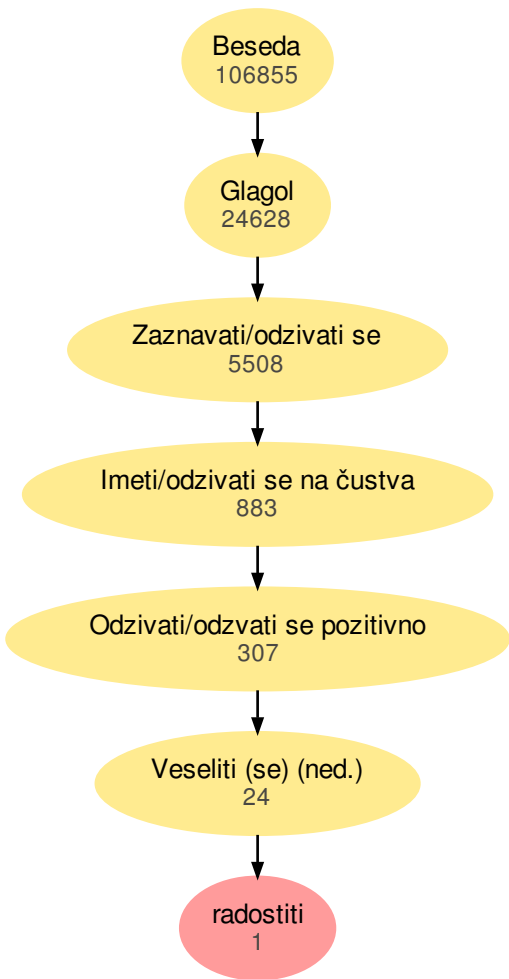 Beseda
106855
Glagol
24628
Zaznavati/odzivati se
5508
Imeti/odzivati se na čustva
883
Odzivati/odzvati se pozitivno
307
Veseliti (se) (ned.)
24
radostiti
1